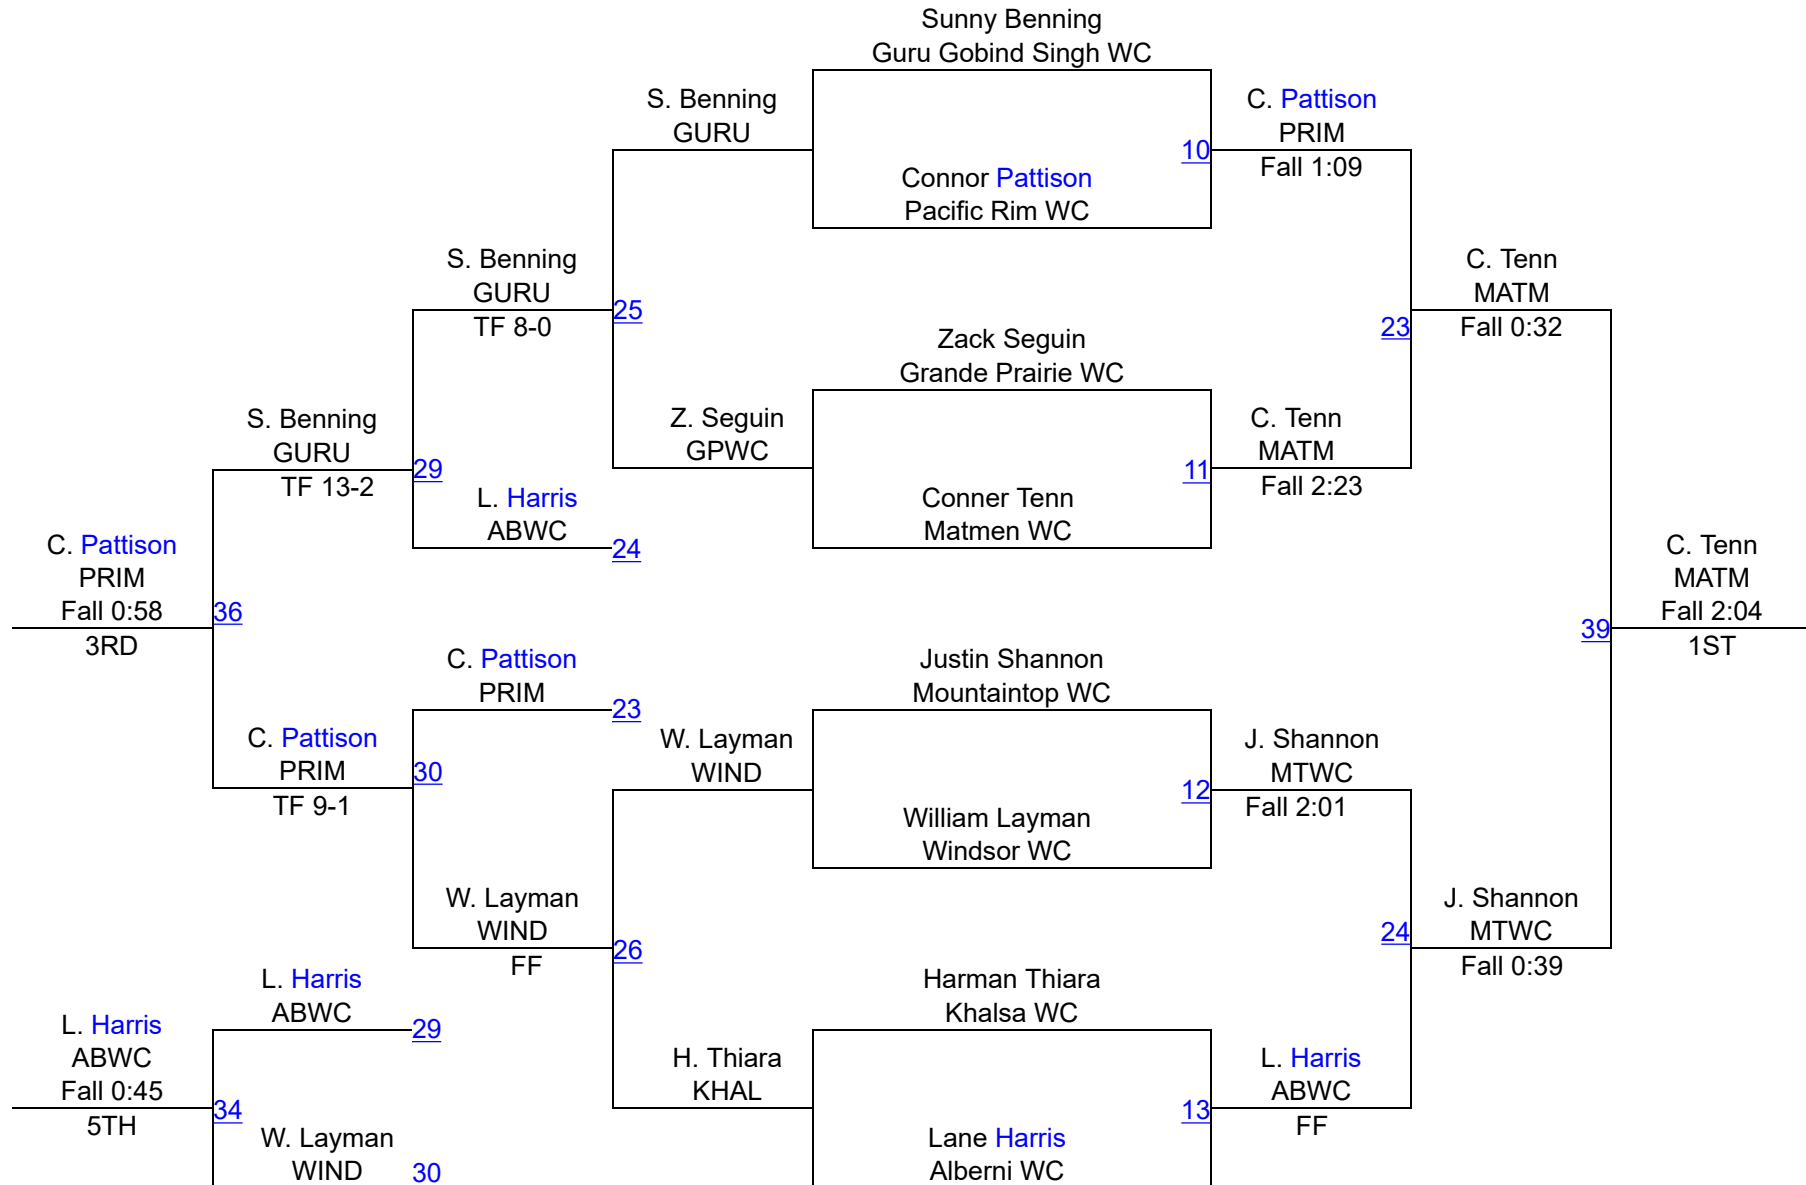 Sunny Benning
Guru Gobind Singh WC
S. Benning
GURU
C. Pattison
PRIM
10
Fall 1:09
Connor Pattison
Pacific Rim WC
S. Benning
GURU
25
TF 8-0
C. Tenn
MATM
23
Fall 0:32
Zack Seguin
Grande Prairie WC
S. Benning
GURU
29
TF 13-2
Z. Seguin
GPWC
C. Tenn
MATM
11
Fall 2:23
L. Harris
ABWC
24
Conner Tenn
Matmen WC
C. Pattison
PRIM
Fall 0:58
36
3RD
C. Tenn
MATM
Fall 2:04
39
1ST
C. Pattison
PRIM
23
Justin Shannon
Mountaintop WC
C. Pattison
PRIM
30
TF 9-1
W. Layman
WIND
J. Shannon
MTWC
12
Fall 2:01
William Layman
Windsor WC
W. Layman
WIND
26
FF
J. Shannon
MTWC
24
Fall 0:39
L. Harris
ABWC
29
Harman Thiara
Khalsa WC
L. Harris
ABWC
Fall 0:45
34
5TH
H. Thiara
KHAL
L. Harris
ABWC
13
FF
W. Layman
WIND
30
Lane Harris
Alberni WC